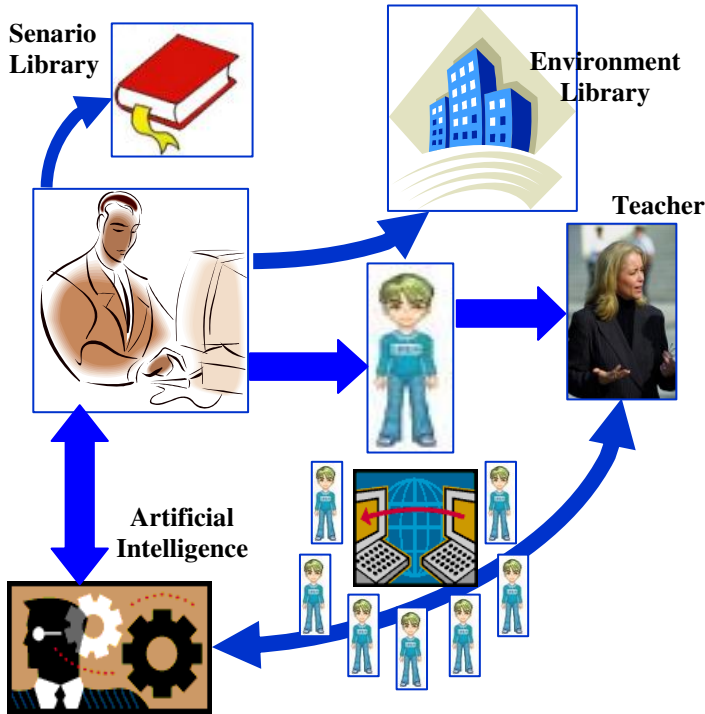 Senario
Library
Environment
Library
Teacher
Artificial
Intelligence